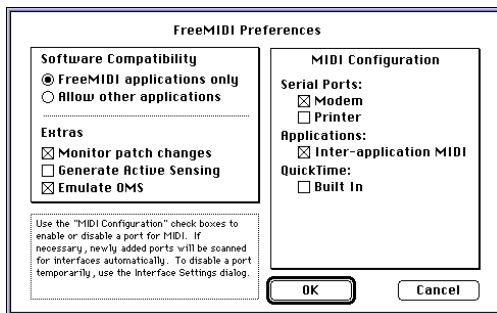 FreeMIDI Preferences
Software Compatibility
FreeMIDI applications only
Allow other applications
Extras
Monitor patch changes
Generate Active Sensing
Emulate OMS
Use the "MIDI Configuration" check boxes to
enable or disable a port for MIDI. If
necessary, newly added ports will be scanned
for interfaces automatically. To disable a port
temporarily, use the Interface Settings dialog.
MIDI Configuration
Serial Ports:
Modem
Printer
Applications:
Inter-application MIDI
QuickTime:
Built In
OK
Cancel